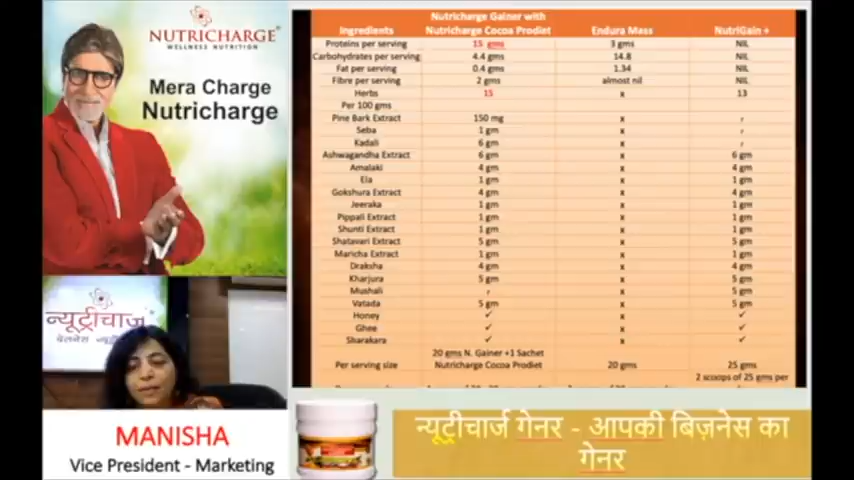 NUTRICHARGE
WELLNESS NUTRITION
Mera Charge
Nutricharge
न्यूट्रीचार्ज
MANISHA
Vice President - Marketing
Ingredients Nutricharge Gainer with Nutricharge Cocoa Prodiet Endura Mass NutriGain +
Proteins per serving 15 gms 3 gms NIL
Carbohydrates per serving 4.4 gms 14.8 NIL
Fat per serving 0.4 gms 1.34 NIL
Fibre per serving 2 gms almost nil NIL
Herbs 15 x 13
Per 100 gms
Pine Bark Extract 150 mg x ,
Seba 1 gm x ,
Kadali 6 gm x ,
Ashwagandha Extract 6 gm x 6 gm
Amalaki 4 gm x 4 gm
Ela 1 gm x 1 gm
Gokshura Extract 4 gm x 4 gm
Jeeraka 1 gm x 1 gm
Pippali Extract 1 gm x 1 gm
Shunti Extract 1 gm x 1 gm
Shatavari Extract 5 gm x 5 gm
Maricha Extract 1 gm x 1 gm
Draksha 4 gm x 4 gm
Kharjura 5 gm x 5 gm
Mushali , x 5 gm
Vatada 5 gm x 5 gm
Honey ✓ x ✓
Ghee ✓ x ✓
Sharakara ✓ x ✓
Per serving size 20 gms N. Gainer +1 Sachet Nutricharge Cocoa Prodiet 20 gms 25 gms
2 scoops of 25 gms per
न्यूट्रीचार्ज गेनर - आपकी बिज़नेस का
गेनर